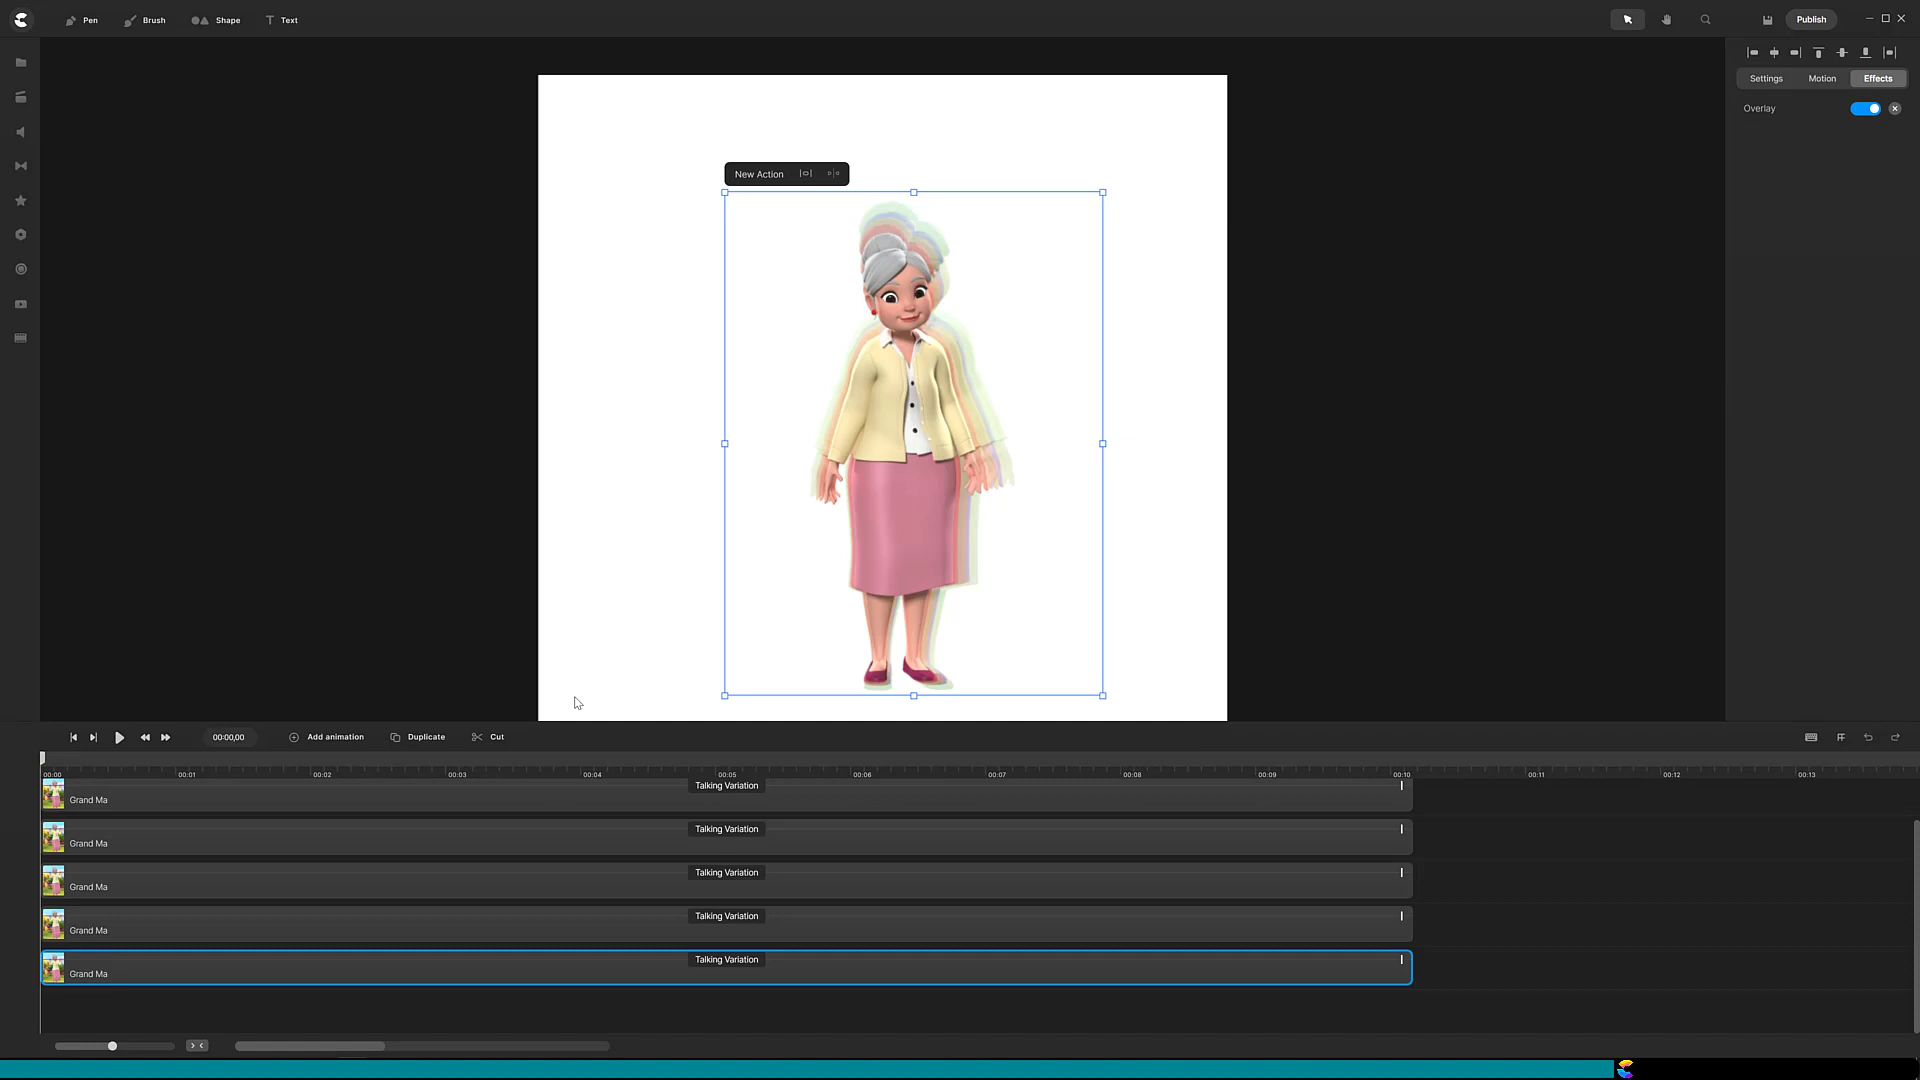 Pen Brush Shape Text Publish
Settings Motion Effects
Overlay
New Action
00:00,00 Add animation Duplicate Cut
00:00 00:01 00:02 00:03 00:04 00:05 00:06 00:07 00:08 00:09 00:10 00:11 00:12 00:13
Talking Variation
Grand Ma
Talking Variation
Grand Ma
Talking Variation
Grand Ma
Talking Variation
Grand Ma
Talking Variation
Grand Ma